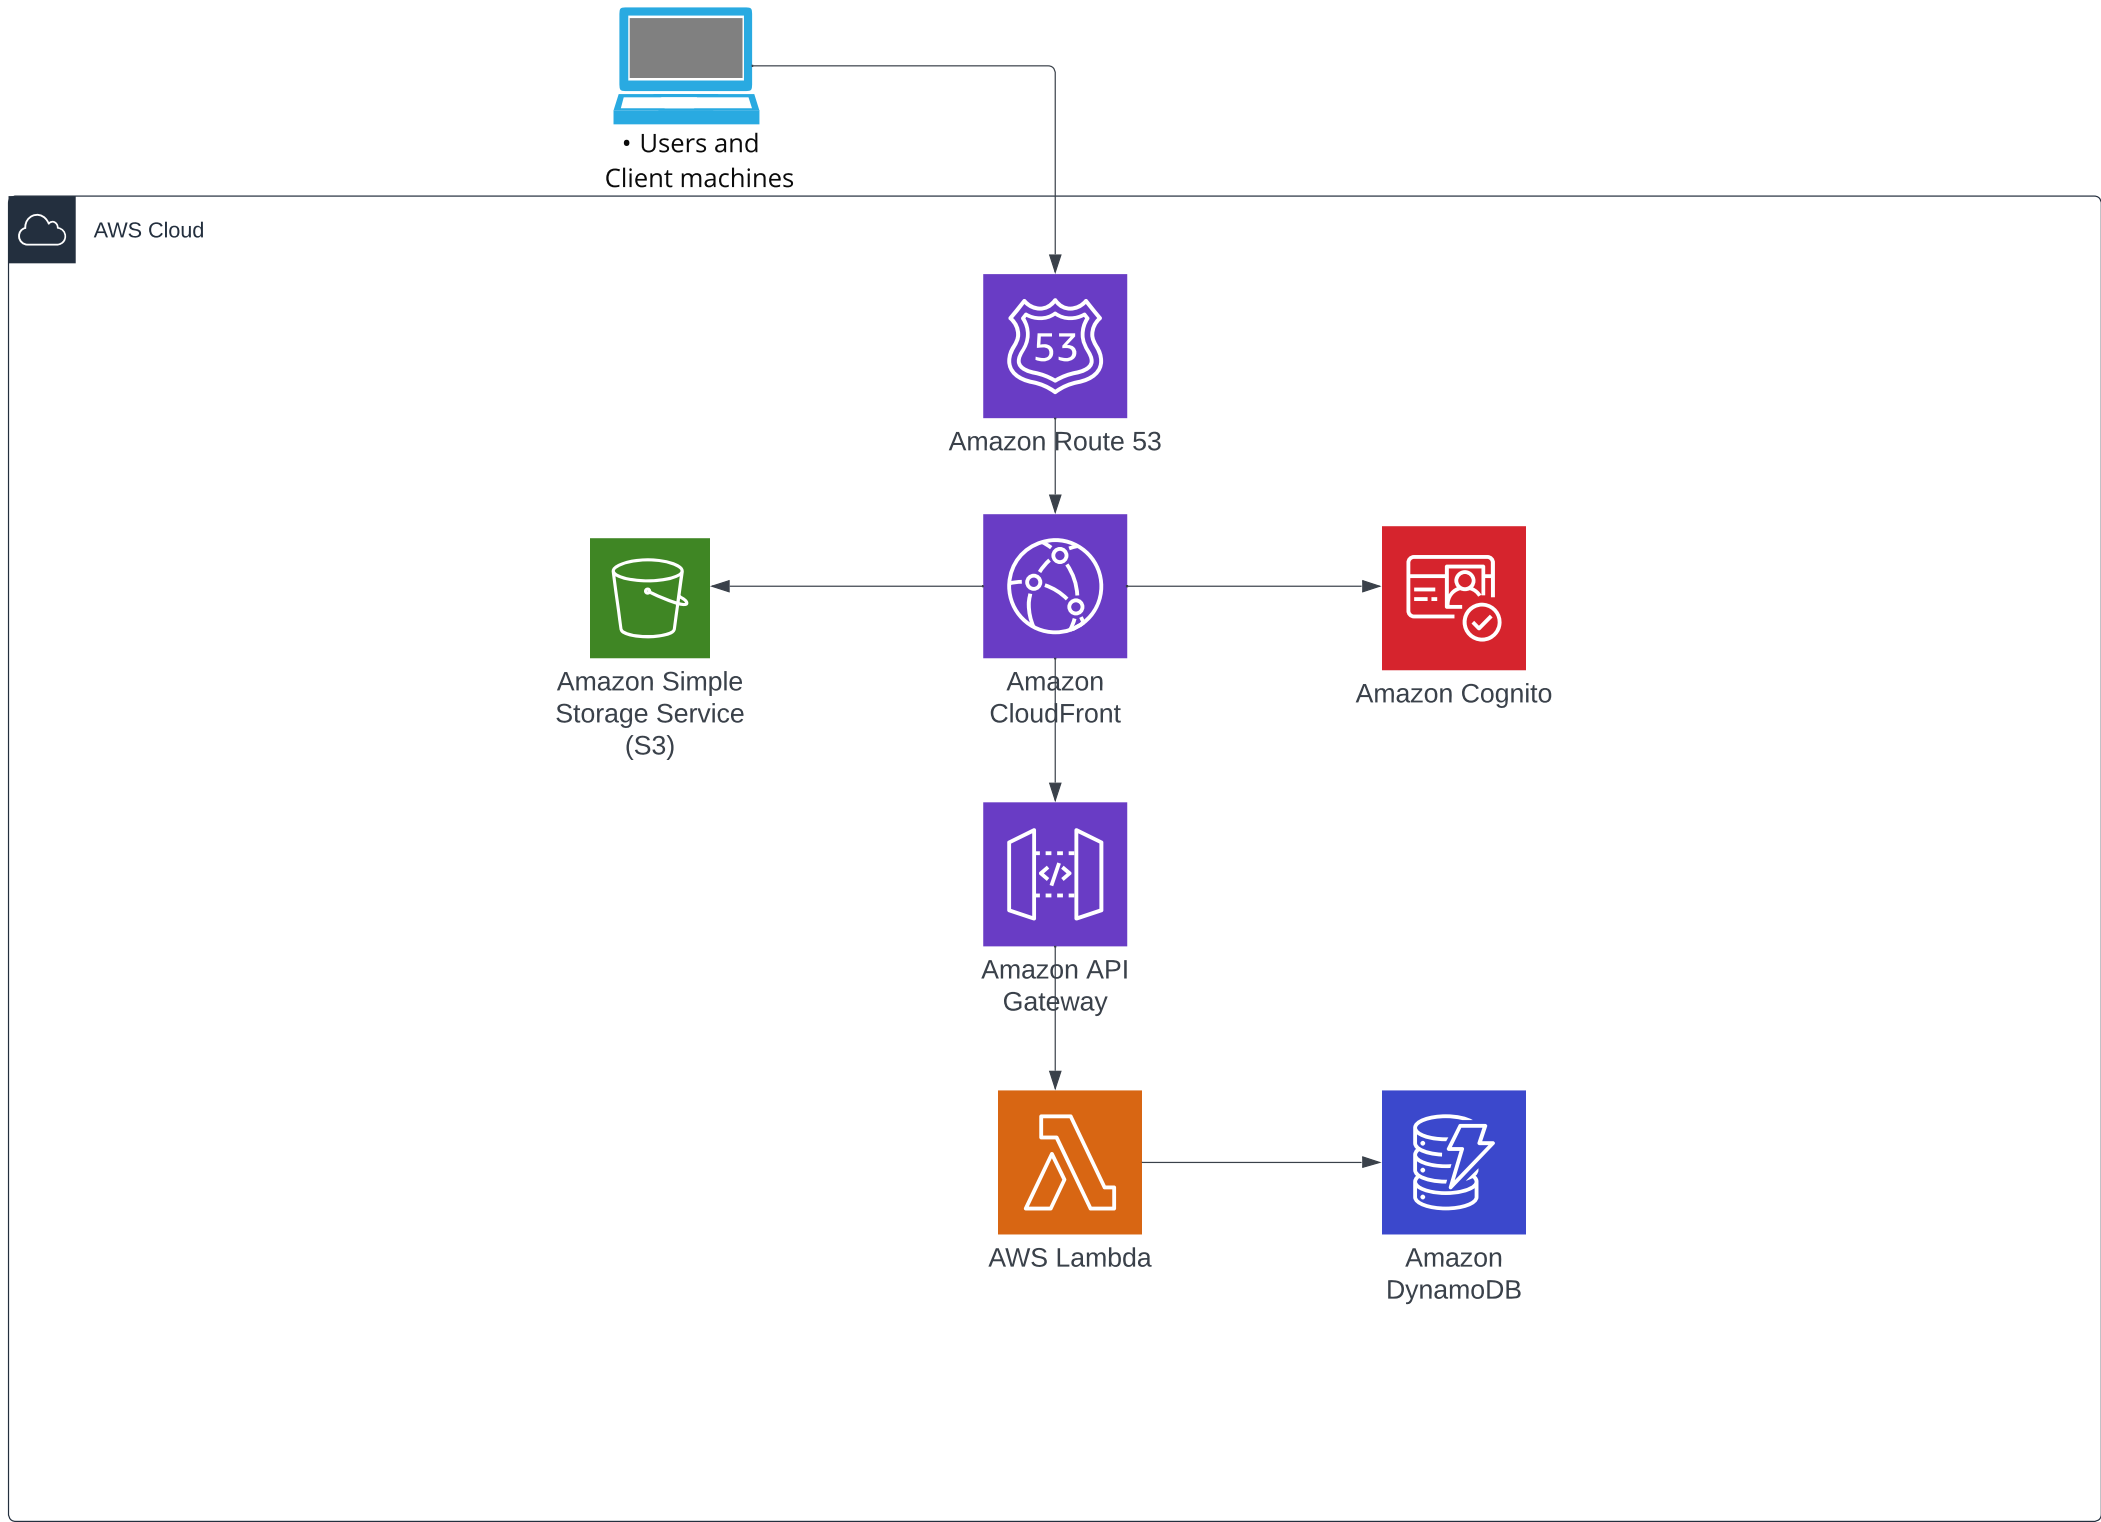 • Users and
Client machines
AWS Cloud
53
Amazon Route 53
Amazon Simple
Storage Service
(S3)
Amazon
CloudFront
Amazon Cognito
</>
Amazon API
Gateway
AWS Lambda
Amazon
DynamoDB